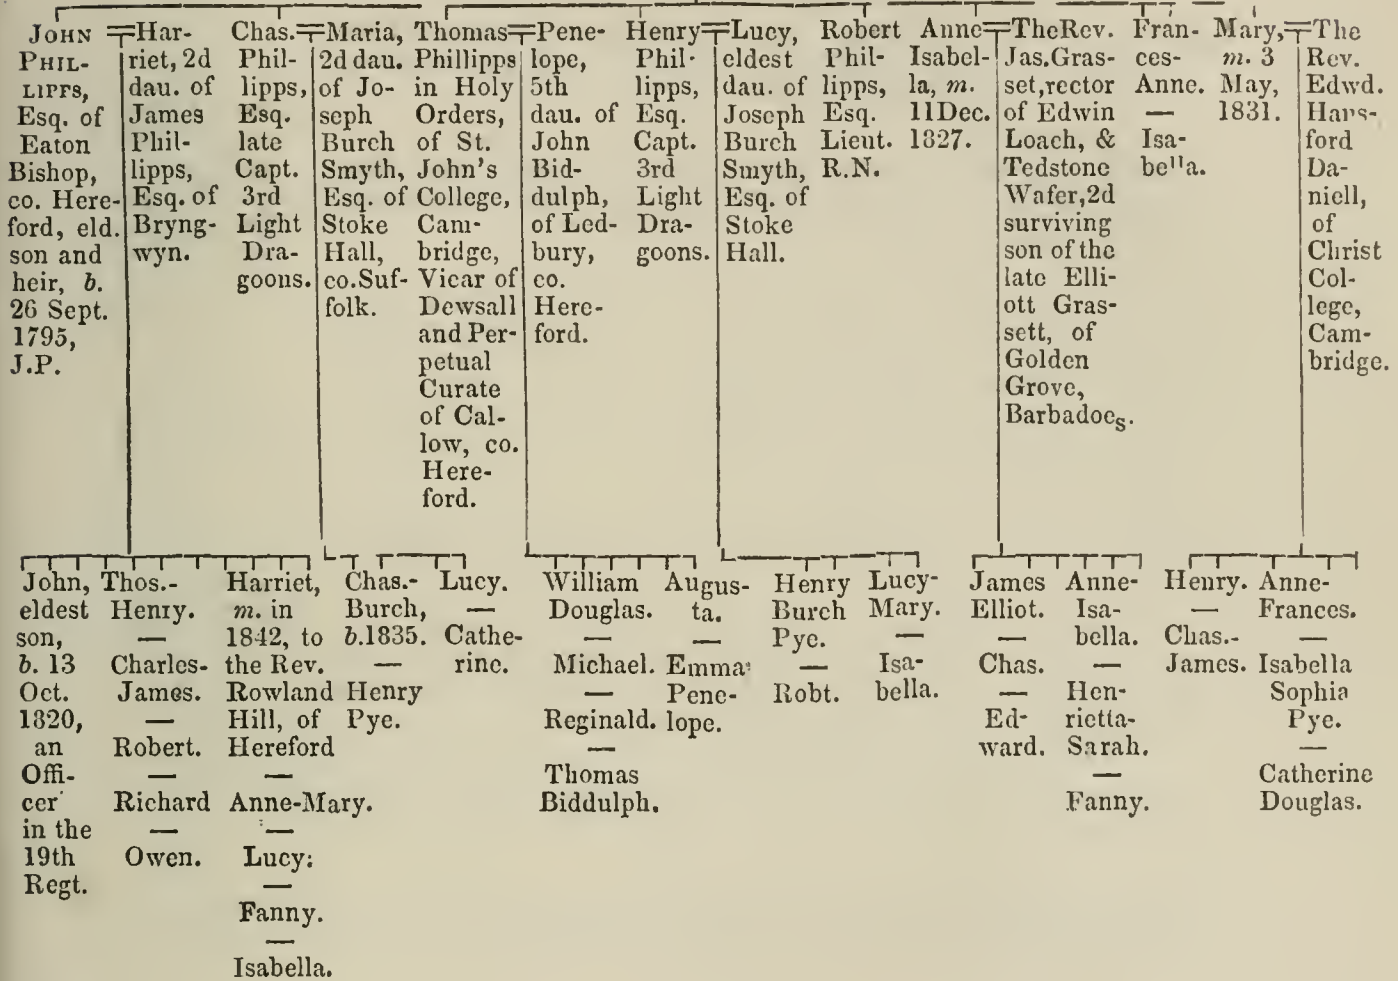 JOHN
PHIL-
LIPPS,
Esq. of
Eaton
Bishop,
co. Here-
ford, eld.
son and
heir, b.
26 Sept.
1795,
J.P.
Har-
riet, 2d
dau. of
James
Phil-
lipps,
Esq. of
Bryng-
wyn.
Chas.
Phil-
lipps,
Esq.
late
Capt.
3rd
Light
Dra-
goons.
Maria,
2d dau.
of Jo-
seph
Burch
Smyth,
Esq. of
Stoke
Hall,
co.Suf-
folk.
Thomas
Phillipps
in Holy
Orders,
of St.
John's
College,
Cam-
bridge,
Vicar of
Dewsall
and Per-
petual
Curate
of Cal-
low, co.
Here-
ford.
Pene-
lope,
5th
dau. of
John
Bid-
dulph,
of Led-
bury,
co.
Here-
ford.
Henry
Phil-
lipps,
Esq.
Capt.
3rd
Light
Dra-
goons.
Lucy,
eldest
dau. of
Joseph
Burch
Smyth,
Esq. of
Stoke
Hall.
Robert
Phil-
lipps,
Esq.
Lieut.
R.N.
Anne
Isabel-
la, m.
11Dec.
1827.
TheRev.
Jas.Gras-
set,rector
of Edwin
Loach, &
Tedstone
Wafer,2d
surviving
son of the
late Elli-
ott Gras-
sett, of
Golden
Grove,
Barbadoes.
Fran-
ces-
Anne.
—
Isa-
bella.
Mary,
m. 3
May,
1831.
The
Rev.
Edwd.
Hans-
ford
Da-
niell,
of
Christ
Col-
lege,
Cam-
bridge.
John,
eldest
son,
b. 13
Oct.
1820,
an
Offi-
cer
in the
19th
Regt.
Thos.-
Henry.
—
Charles-
James.
—
Robert.
—
Richard
—
Owen.
Harriet,
m. in
1842, to
the Rev.
Rowland
Hill, of
Hereford
—
Anne-Mary.
—
Lucy:
—
Fanny.
—
Isabella.
Chas.-
Burch,
b.1835.
—
Henry
Pye.
Lucy.
—
Cathe-
rine.
William
Douglas.
—
Michael.
—
Reginald.
—
Thomas
Biddulph.
Augus-
ta.
—
Emma
Pene-
lope.
Henry
Burch
Pye.
—
Robt.
Lucy-
Mary.
—
Isa-
bella.
James
Elliot.
—
Chas.
—
Ed-
ward.
Anne-
Isa-
bella.
—
Hen-
rietta-
Sarah.
—
Fanny.
Henry.
—
Chas.-
James.
Anne-
Frances.
—
Isabella
Sophia
Pye.
—
Catherine
Douglas.